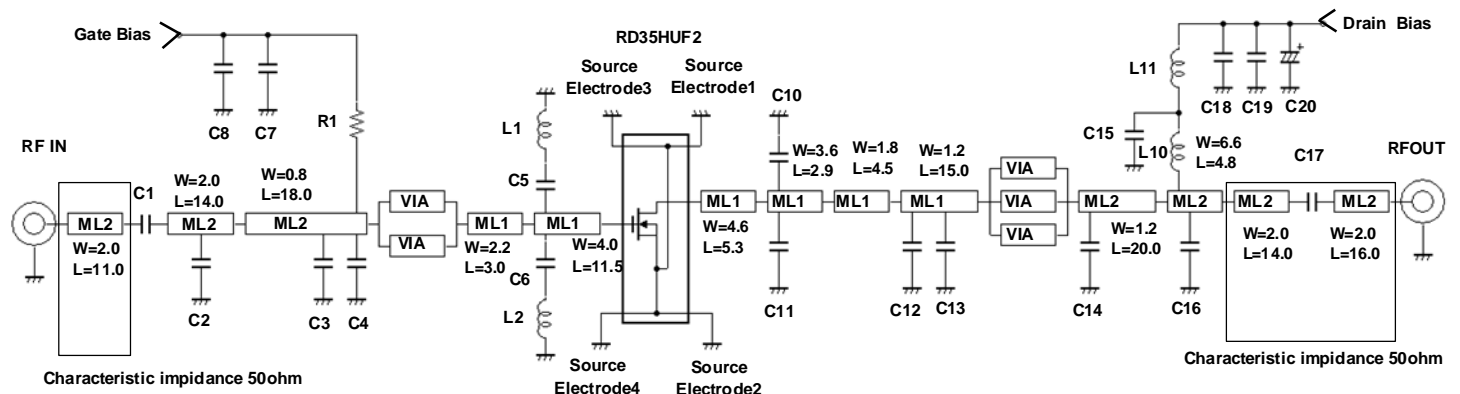 Gate Bias
RD35HUF2
Drain Bias
Source
Electrode3
Source
Electrode1
C10
L11
C18
C19
+
C20
C8
C7
R1
L1
C15
L10
W=6.6
L=4.8
C17
RF IN
RFOUT
C1
W=2.0
L=14.0
W=0.8
L=18.0
C5
W=3.6
L=2.9
W=1.8
L=4.5
W=1.2
L=15.0
VIA
VIA
ML2
ML2
ML2
VIA
VIA
ML1
ML1
ML1
ML1
ML1
ML1
VIA
VIA
ML2
ML2
ML2
ML2
W=2.0
L=11.0
W=2.2
L=3.0
W=4.0
L=11.5
W=4.6
L=5.3
W=1.2
L=20.0
W=2.0
L=14.0
W=2.0
L=16.0
C6
C2
C3
C4
L2
C11
C12
C13
C14
C16
Source
Electrode4
Source
Electrode2
Characteristic impidance 50ohm
Characteristic impidance 50ohm